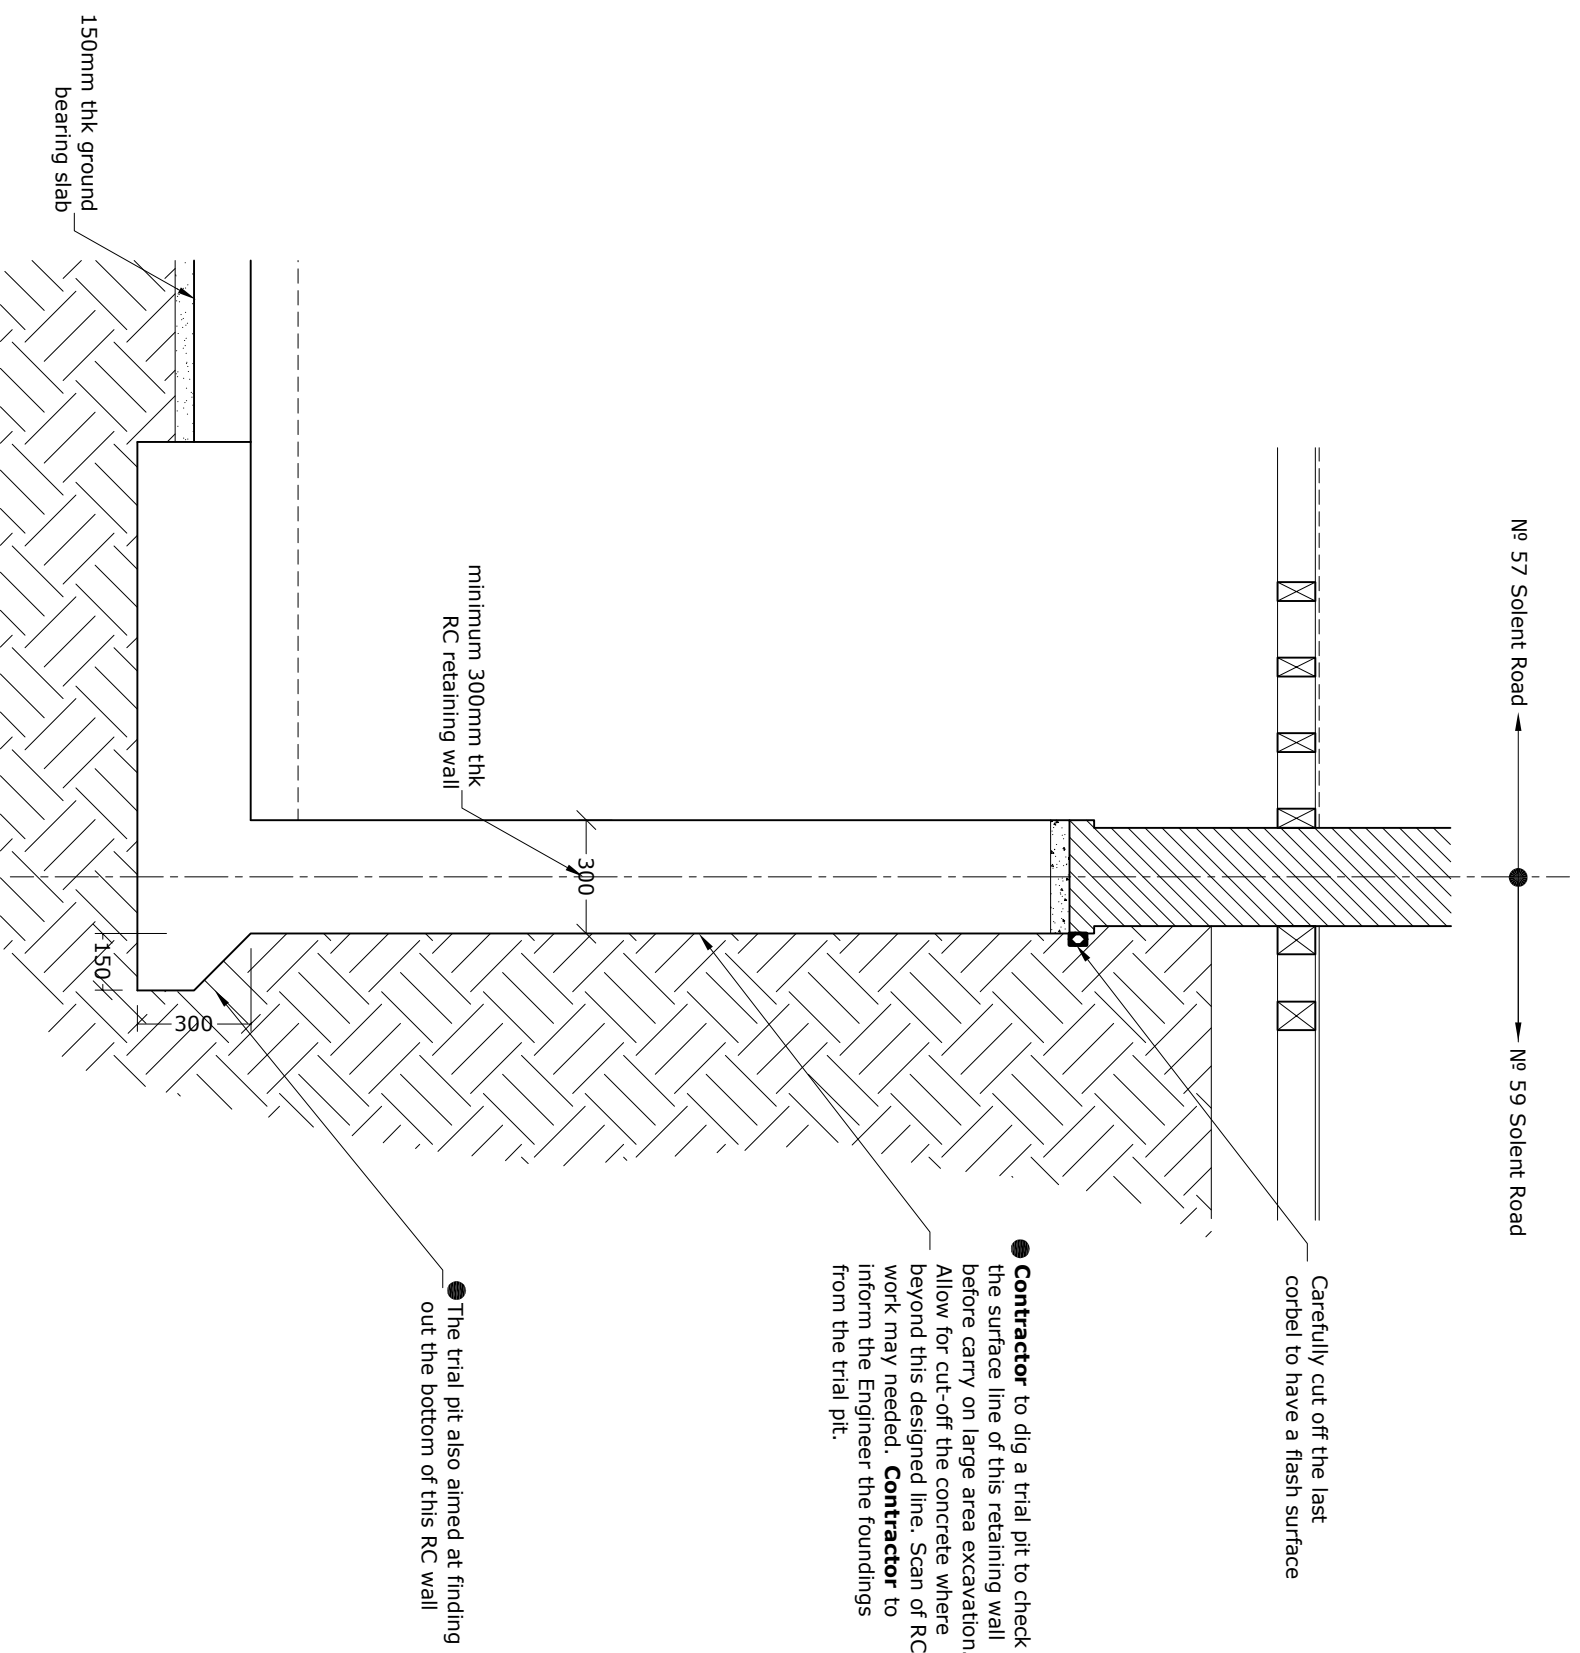 № 57 Solent Road
№ 59 Solent Road
Carefully cut off the last
corbel to have a flash surface
Contractor to dig a trial pit to check
the surface line of this retaining wall
before carry on large area excavation.
Allow for cut-off the concrete where
beyond this designed line. Scan of RC
work may needed. Contractor to
inform the Engineer the foundings
from the trial pit.
300
minimum 300mm thk
RC retaining wall
The trial pit also aimed at finding
out the bottom of this RC wall
300
150
150mm thk ground
bearing slab